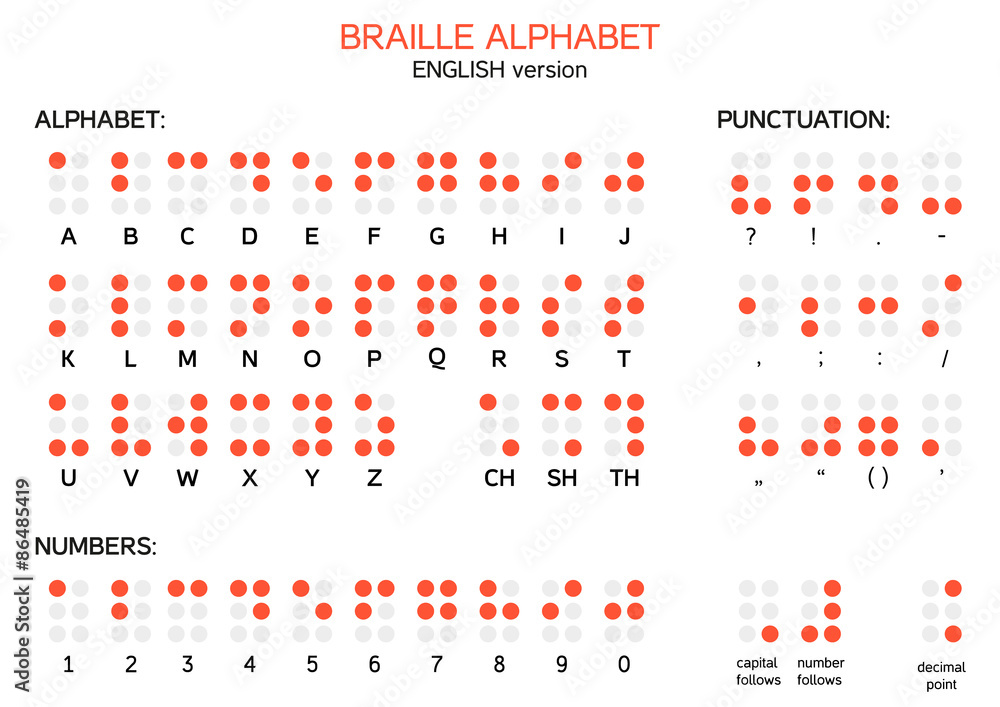 BRAILLE ALPHABET
ENGLISH version
ALPHABET:
PUNCTUATION:
A B C D E F G H I J
? ! . -
K L M N O P Q R S T
, ; : /
U V W X Y Z CH SH TH
„ “ ( ) ’
NUMBERS:
1 2 3 4 5 6 7 8 9 0
capital follows
number follows
decimal point
Adobe Stock | #86485419